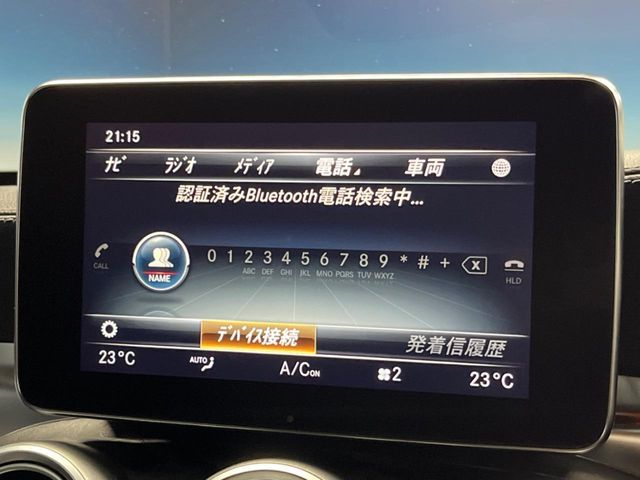 21:15
ナビ ラジオ メディア 電話 車両
認証済みBluetooth電話検索中...
CALL NAME 0 1 2 3 4 5 6 7 8 9 * # + X HLD
ABC DEF GHI JKL MNO PQRS TUV WXYZ
デバイス接続 発着信履歴
23°C AUTO A/C ON 2 23°C